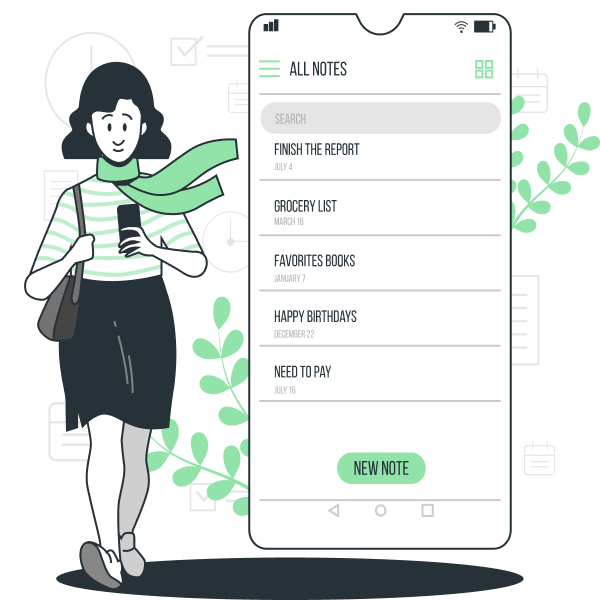 ALL NOTES
SEARCH
FINISH THE REPORT
JULY 4
GROCERY LIST
MARCH 16
FAVORITES BOOKS
JANUARY 7
HAPPY BIRTHDAYS
DECEMBER 22
NEED TO PAY
JULY 16
NEW NOTE